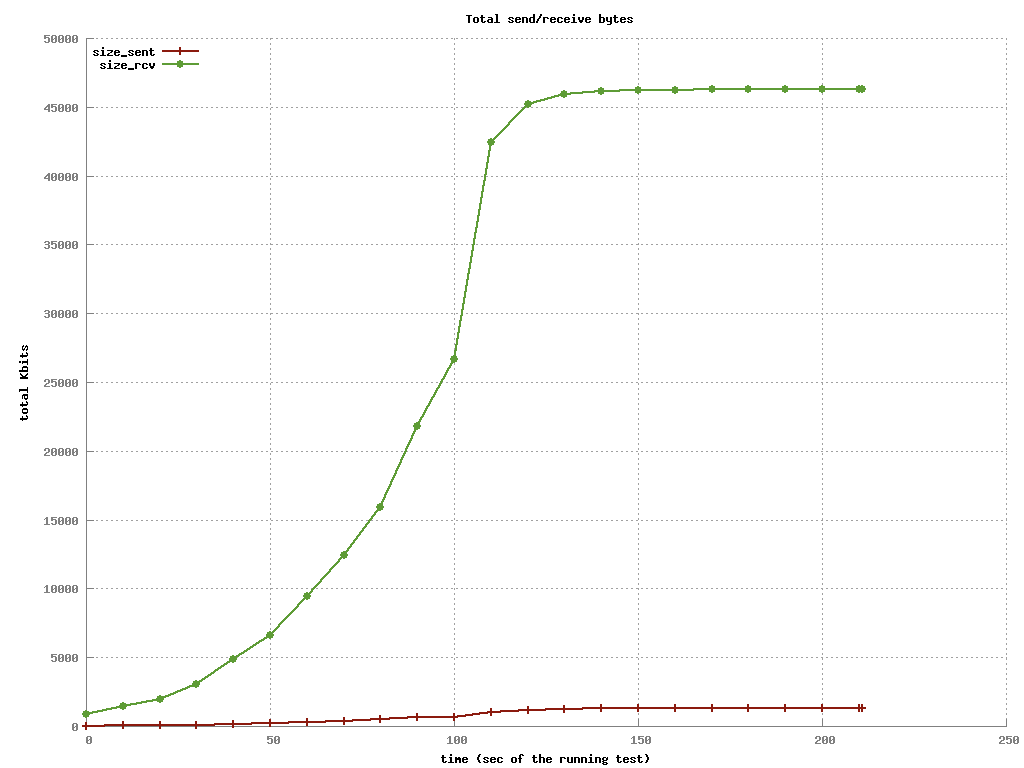 Total send/receive bytes
size_sent
size_rcv
50000
45000
40000
35000
30000
25000
20000
15000
10000
5000
0
total Kbits
0 50 100 150 200 250
time (sec of the running test)